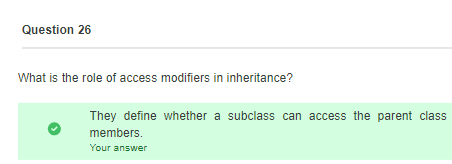 Question 26
What is the role of access modifiers in inheritance?
They define whether a subclass can access the parent class
members.
Your answer